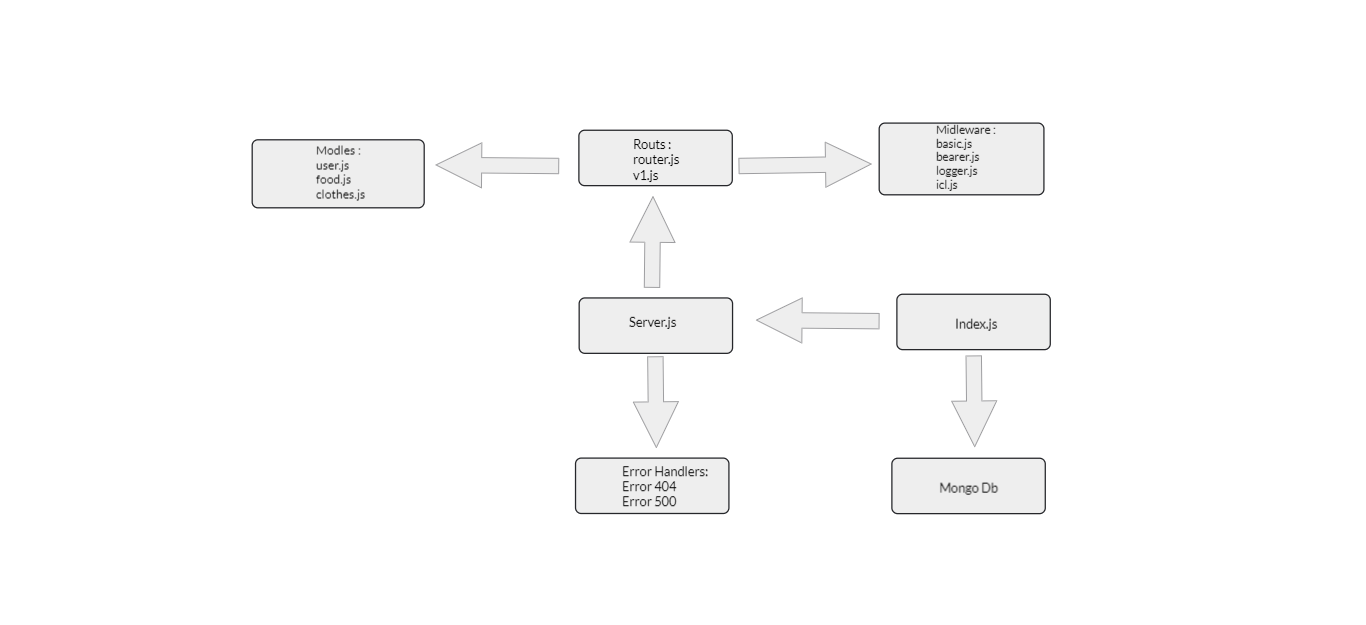 Modles :
user.js
food.js
clothes.js
Routs :
router.js
v1.js
Midleware :
basic.js
bearer.js
logger.js
icl.js
Server.js
Index.js
Error Handlers:
Error 404
Error 500
Mongo Db